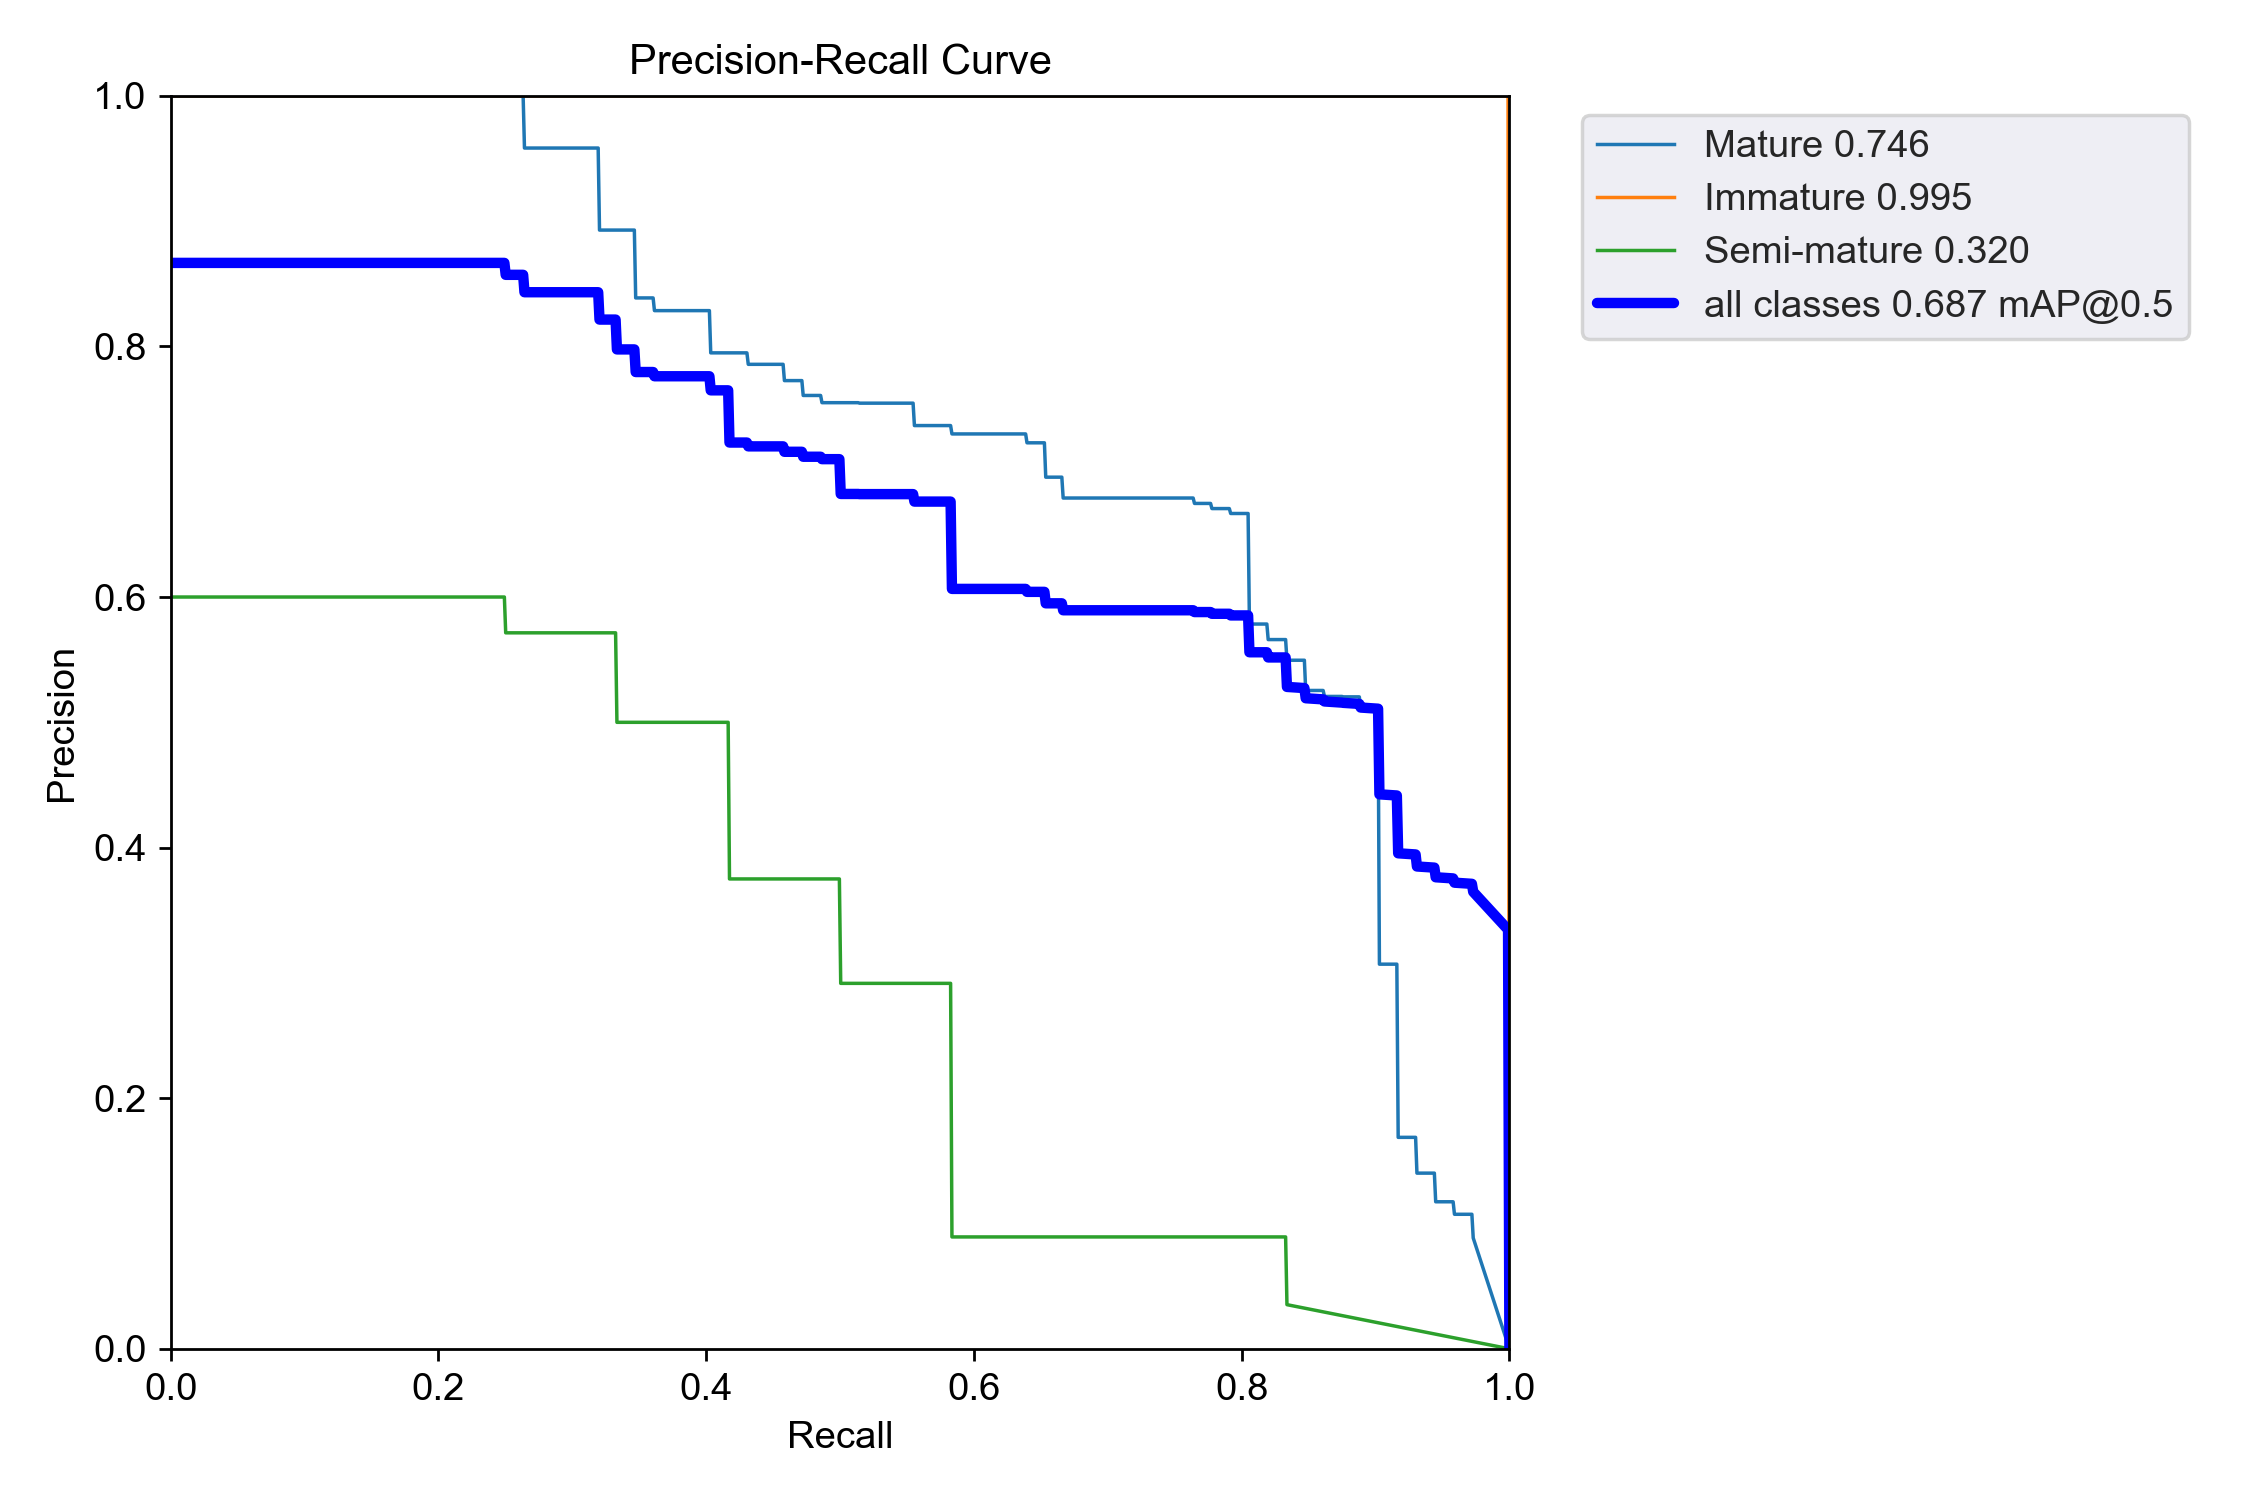 Precision-Recall Curve
1.0
0.8
0.6
0.4
0.2
0.0
Precision
0.0 0.2 0.4 0.6 0.8 1.0
Recall
Mature 0.746
Immature 0.995
Semi-mature 0.320
all classes 0.687 mAP@0.5